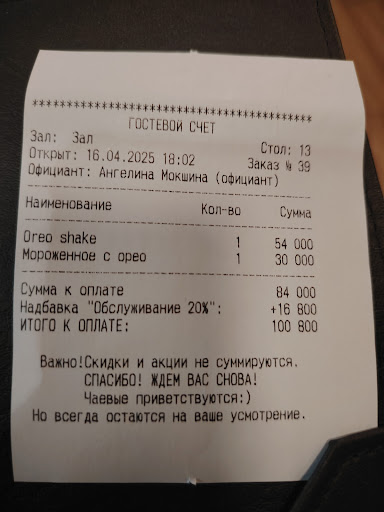 ****************************************
ГОСТЕВОЙ СЧЕТ
Зал: Зал Стол: 13
Открыт: 16.04.2025 18:02 Заказ № 39
Официант: Ангелина Мокшина (официант)
Наименование Кол-во Сумма
Oreo shake 1 54 000
Мороженное с орео 1 30 000
Сумма к оплате 84 000
Надбавка "Обслуживание 20%": +16 800
ИТОГО К ОПЛАТЕ: 100 800
Важно!Скидки и акции не суммируются.
СПАСИБО! ЖДЕМ ВАС СНОВА!
Чаевые приветствуются:)
Но всегда остаются на ваше усмотрение.